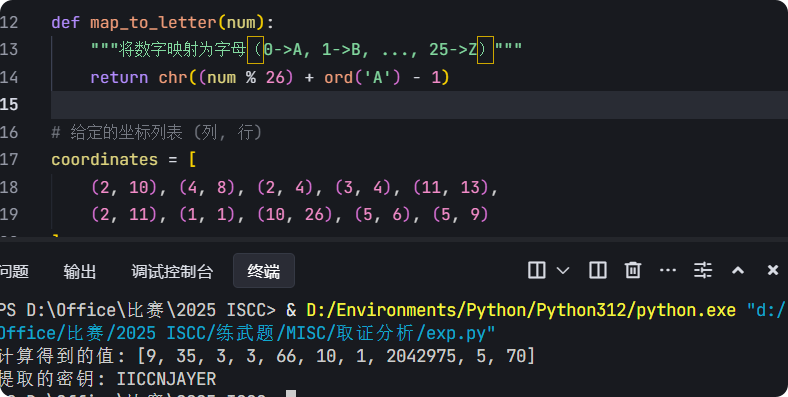 12 def map_to_letter(num):
13 """将数字映射为字母（0->A, 1->B, ..., 25->Z）"""
14 return chr((num % 26) + ord('A') - 1)
15
16 # 给定的坐标列表 (列, 行)
17 coordinates = [
18 (2, 10), (4, 8), (2, 4), (3, 4), (11, 13),
19 (2, 11), (1, 1), (10, 26), (5, 6), (5, 9)
问题 输出 调试控制台 终端
PS D:\Office\比赛\2025 ISCC> & D:/Environments/Python/Python312/python.exe "d:/
Office/比赛/2025 ISCC/练武题/MISC/取证分析/exp.py"
计算得到的值: [9, 35, 3, 3, 66, 10, 1, 2042975, 5, 70]
提取的密钥: IICCNJAYER